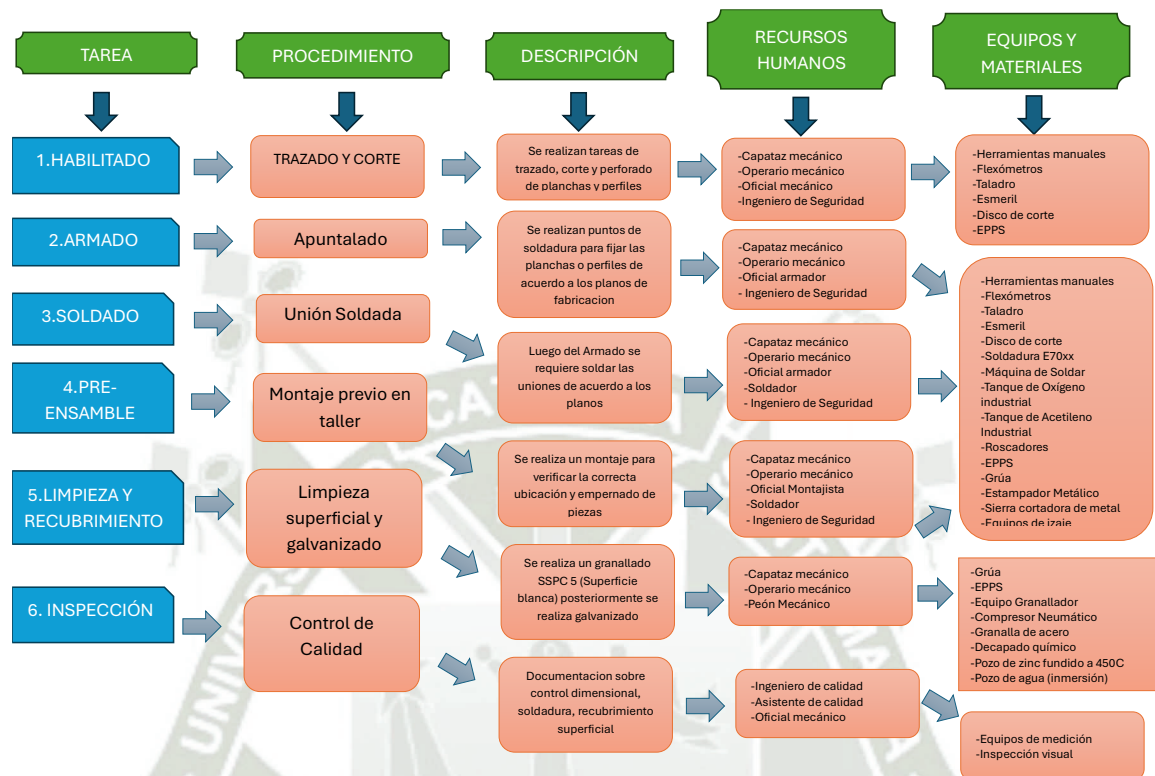 TAREA
PROCEDIMIENTO
DESCRIPCIÓN
RECURSOS
HUMANOS
EQUIPOS Y
MATERIALES
1.HABILITADO
TRAZADO Y CORTE
Se realizan tareas de
trazado, corte y perforado
de planchas y perfiles
-Capataz mecánico
-Operario mecánico
-Oficial mecánico
-Ingeniero de Seguridad
-Herramientas manuales
-Flexómetros
-Taladro
-Esmeril
-Disco de corte
-EPPS
2.ARMADO
Apuntalado
Se realizan puntos de
soldadura para fijar las
planchas o perfiles de
acuerdo a los planos de
fabricacion
-Capataz mecánico
-Operario mecánico
-Oficial armador
- Ingeniero de Seguridad
-Herramientas manuales
-Flexómetros
-Taladro
-Esmeril
-Disco de corte
-Soldadura E70xx
-Máquina de Soldar
-Tanque de Oxígeno
industrial
-Tanque de Acetileno
Industrial
-Roscadores
-EPPS
-Grúa
-Estampador Metálico
-Sierra cortadora de metal
-Equipos de izaje
3.SOLDADO
Unión Soldada
Luego del Armado se
requiere soldar las
uniones de acuerdo a los
planos
-Capataz mecánico
-Operario mecánico
-Oficial armador
-Soldador
- Ingeniero de Seguridad
4.PRE-
ENSAMBLE
Montaje previo en
taller
Se realiza un montaje para
verificar la correcta
ubicación y empernado de
piezas
-Capataz mecánico
-Operario mecánico
-Oficial Montajista
-Soldador
- Ingeniero de Seguridad
5.LIMPIEZA Y
RECUBRIMIENTO
Limpieza
superficial y
galvanizado
Se realiza un granallado
SSPC 5 (Superficie
blanca) posteriormente se
realiza galvanizado
-Capataz mecánico
-Operario mecánico
-Peón Mecánico
-Grúa
-EPPS
-Equipo Granallador
-Compresor Neumático
-Granalla de acero
-Decapado químico
-Pozo de zinc fundido a 450C
-Pozo de agua (inmersión)
6. INSPECCIÓN
Control de
Calidad
Documentacion sobre
control dimensional,
soldadura, recubrimiento
superficial
-Ingeniero de calidad
-Asistente de calidad
-Oficial mecánico
-Equipos de medición
-Inspección visual